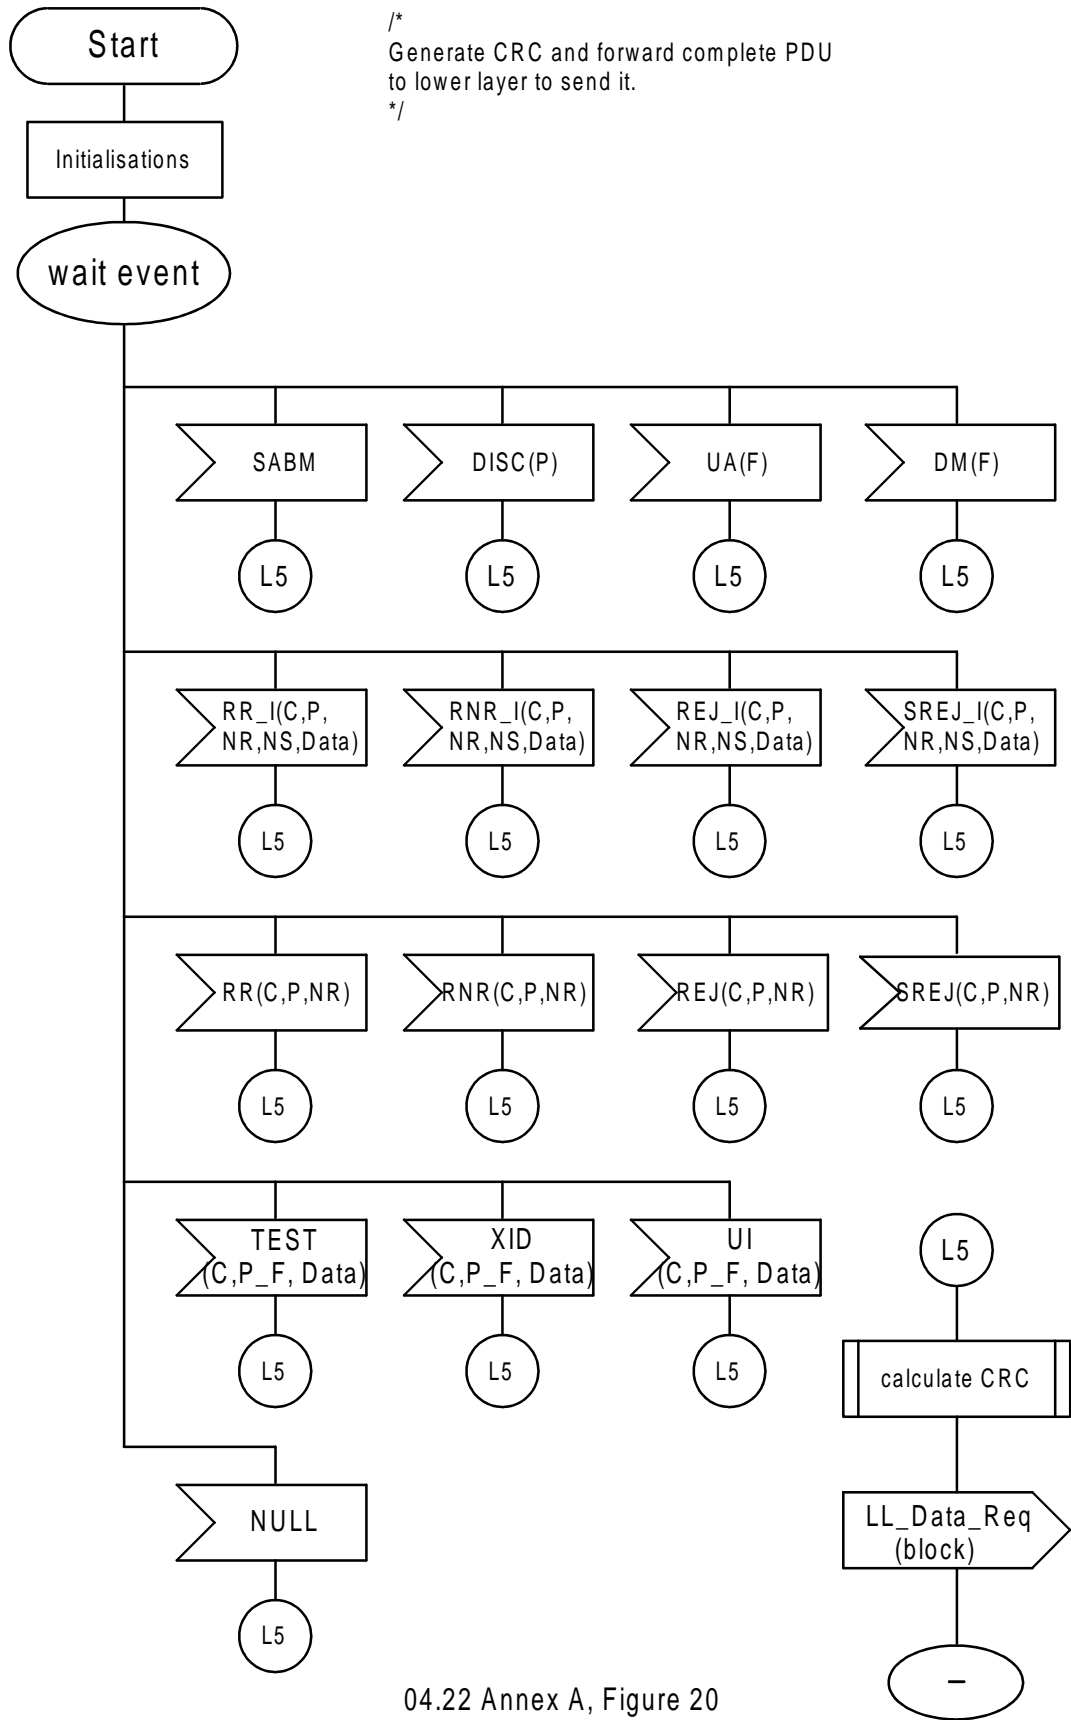 Start
/*
Generate CRC and forward complete PDU
to lower layer to send it.
*/
Initialisations
wait event
SABM
DISC(P)
UA(F)
DM(F)
L5
L5
L5
L5
RR_I(C,P,
NR,NS,Data)
RNR_I(C,P,
NR,NS,Data)
REJ_I(C,P,
NR,NS,Data)
SREJ_I(C,P,
NR,NS,Data)
L5
L5
L5
L5
RR(C,P,NR)
RNR(C,P,NR)
REJ(C,P,NR)
SREJ(C,P,NR)
L5
L5
L5
L5
TEST
(C,P_F, Data)
XID
(C,P_F, Data)
UI
(C,P_F, Data)
L5
L5
L5
L5
calculate CRC
NULL
LL_Data_Req
(block)
L5
–
04.22 Annex A, Figure 20